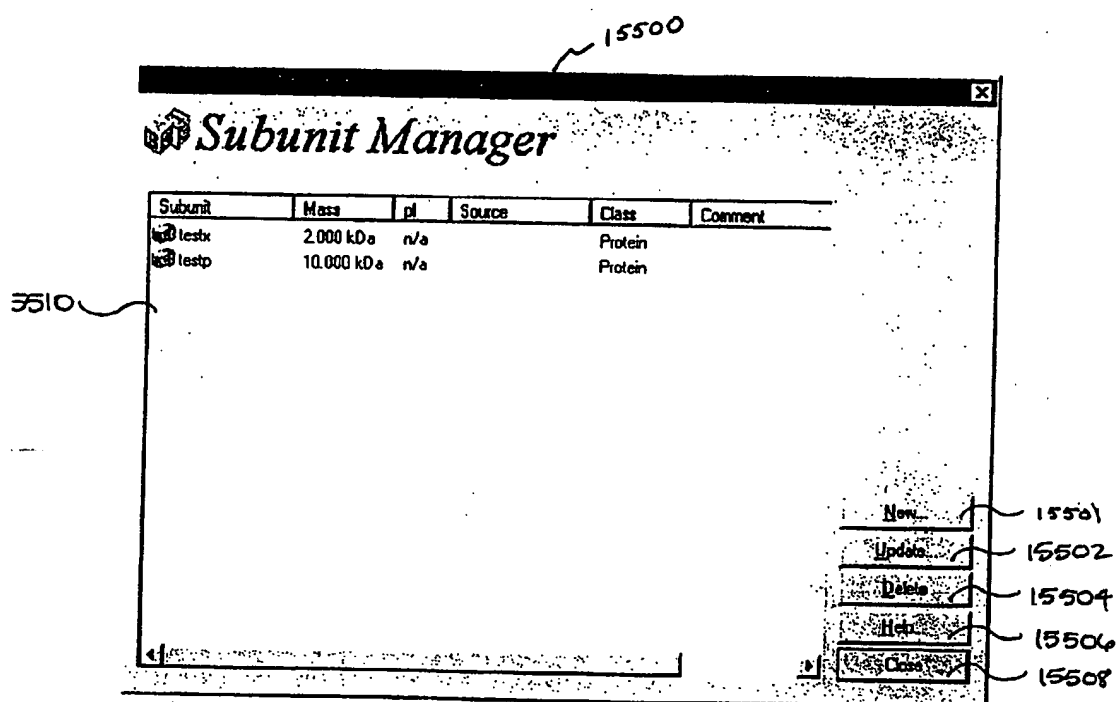 15500
Subunit Manager
Subunit Mass pI Source Class Comment
testx 2.000 kDa n/a Protein
testp 10.000 kDa n/a Protein
5510
New... 15501
Update... 15502
Delete 15504
Help... 15506
Close 15508